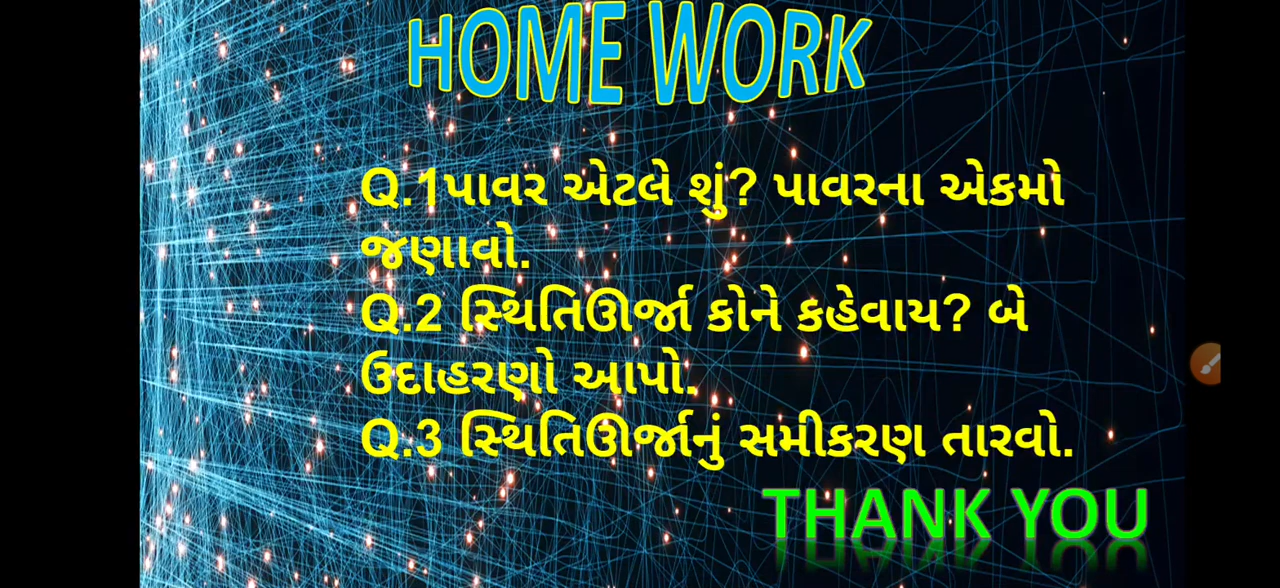 HOME WORK
Q.1પાવર એટલે શું? પાવરના એકમો
જણાવો.
Q.2 સ્થિતિઊર્જા કોને કહેવાય? બે
ઉદાહરણો આપો.
Q.3 સ્થિતિઊર્જાનું સમીકરણ તારવો.
THANK YOU